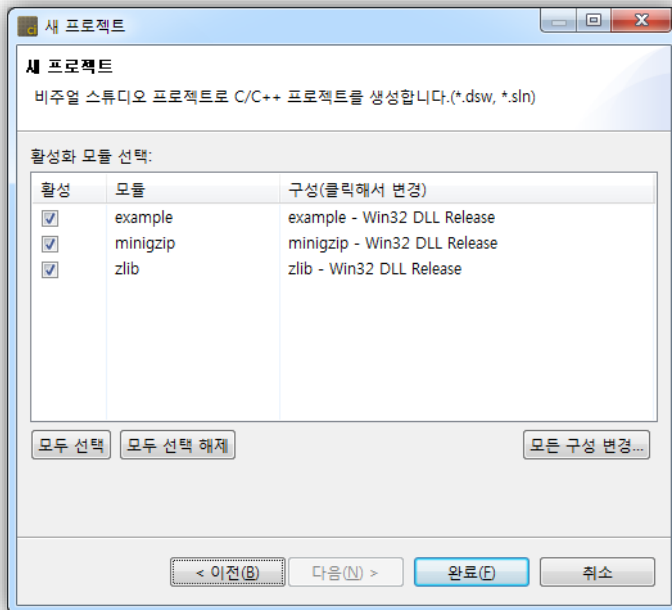 새 프로젝트
새 프로젝트
비주얼 스튜디오 프로젝트로 C/C++ 프로젝트를 생성합니다.(*.dsw, *.sln)
활성화 모듈 선택:
활성 모듈 구성(클릭해서 변경)
example example - Win32 DLL Release
minigzip minigzip - Win32 DLL Release
zlib zlib - Win32 DLL Release
모두 선택 모두 선택 해제 모든 구성 변경...
< 이전(B) 다음(N) > 완료(F) 취소